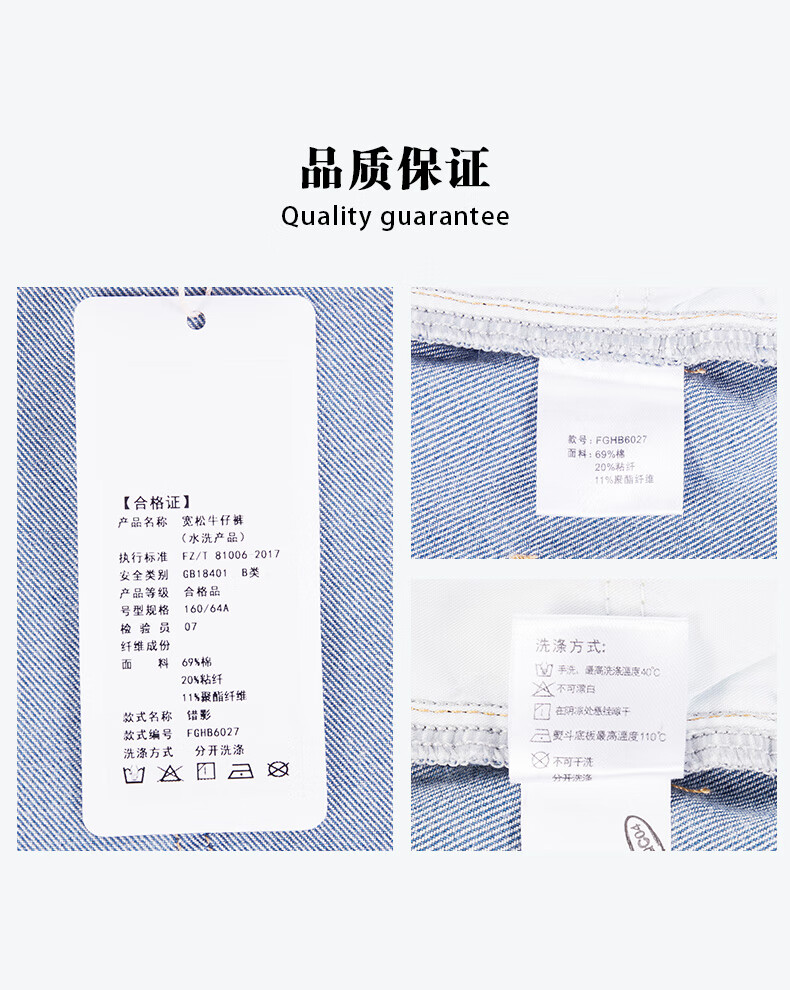 品质保证
Quality guarantee
【合格证】
产品名称 宽松牛仔裤
（水洗产品）
执行标准 FZ/T 81006 2017
安全类别 GB18401 B类
产品等级 合格品
号型规格 160/64A
检 验 员 07
纤维成份
面 料 69%棉
20%粘纤
11%聚酯纤维
款式名称 错影
款式编号 FGHB6027
洗涤方式 分开洗涤
款号: FGHB6027
面料: 69%棉
20%粘纤
11%聚酯纤维
洗涤方式:
手洗、最高洗涤温度40℃
不可漂白
在阴凉处悬挂晾干
熨斗底板最高温度110℃
不可干洗
分开洗涤